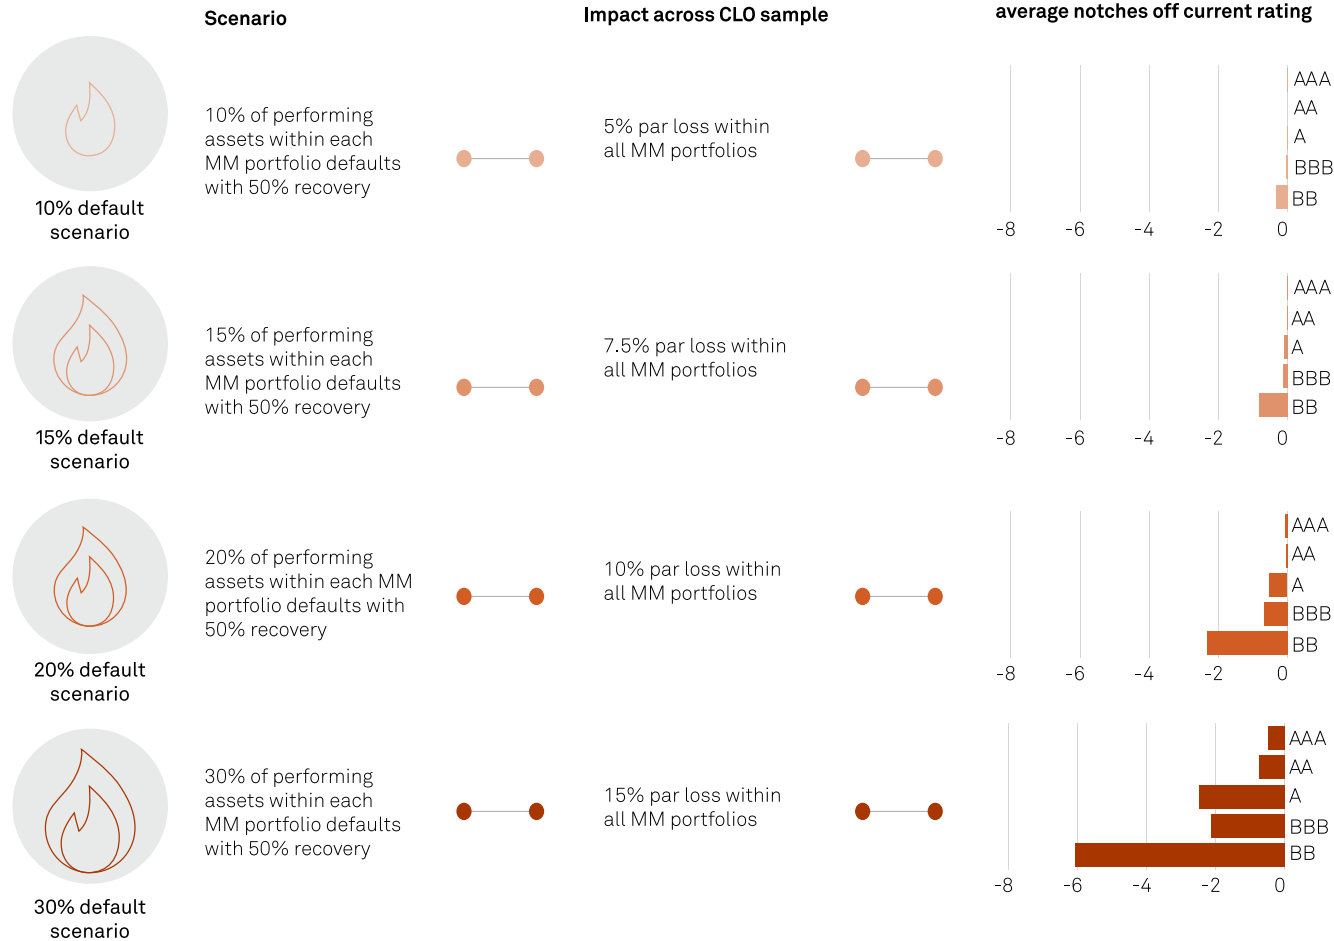 Scenario
Impact across CLO sample
average notches off current rating
10% default
scenario
10% of performing
assets within each
MM portfolio defaults
with 50% recovery
5% par loss within
all MM portfolios
AAA
AA
A
BBB
BB
-8 -6 -4 -2 0
15% default
scenario
15% of performing
assets within each
MM portfolio defaults
with 50% recovery
7.5% par loss within
all MM portfolios
AAA
AA
A
BBB
BB
-8 -6 -4 -2 0
20% default
scenario
20% of performing
assets within each MM
portfolio defaults with
50% recovery
10% par loss within
all MM portfolios
AAA
AA
A
BBB
BB
-8 -6 -4 -2 0
30% default
scenario
30% of performing
assets within each
MM portfolio defaults
with 50% recovery
15% par loss within
all MM portfolios
AAA
AA
A
BBB
BB
-8 -6 -4 -2 0